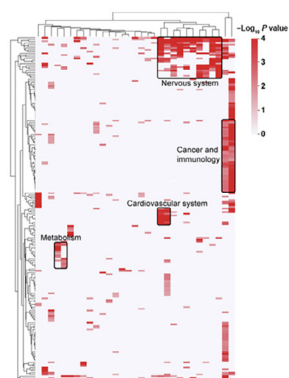 -Log₁₀ P value
4
3
2
1
0
Nervous system
Cancer and
immunology
Cardiovascular system
Metabolism